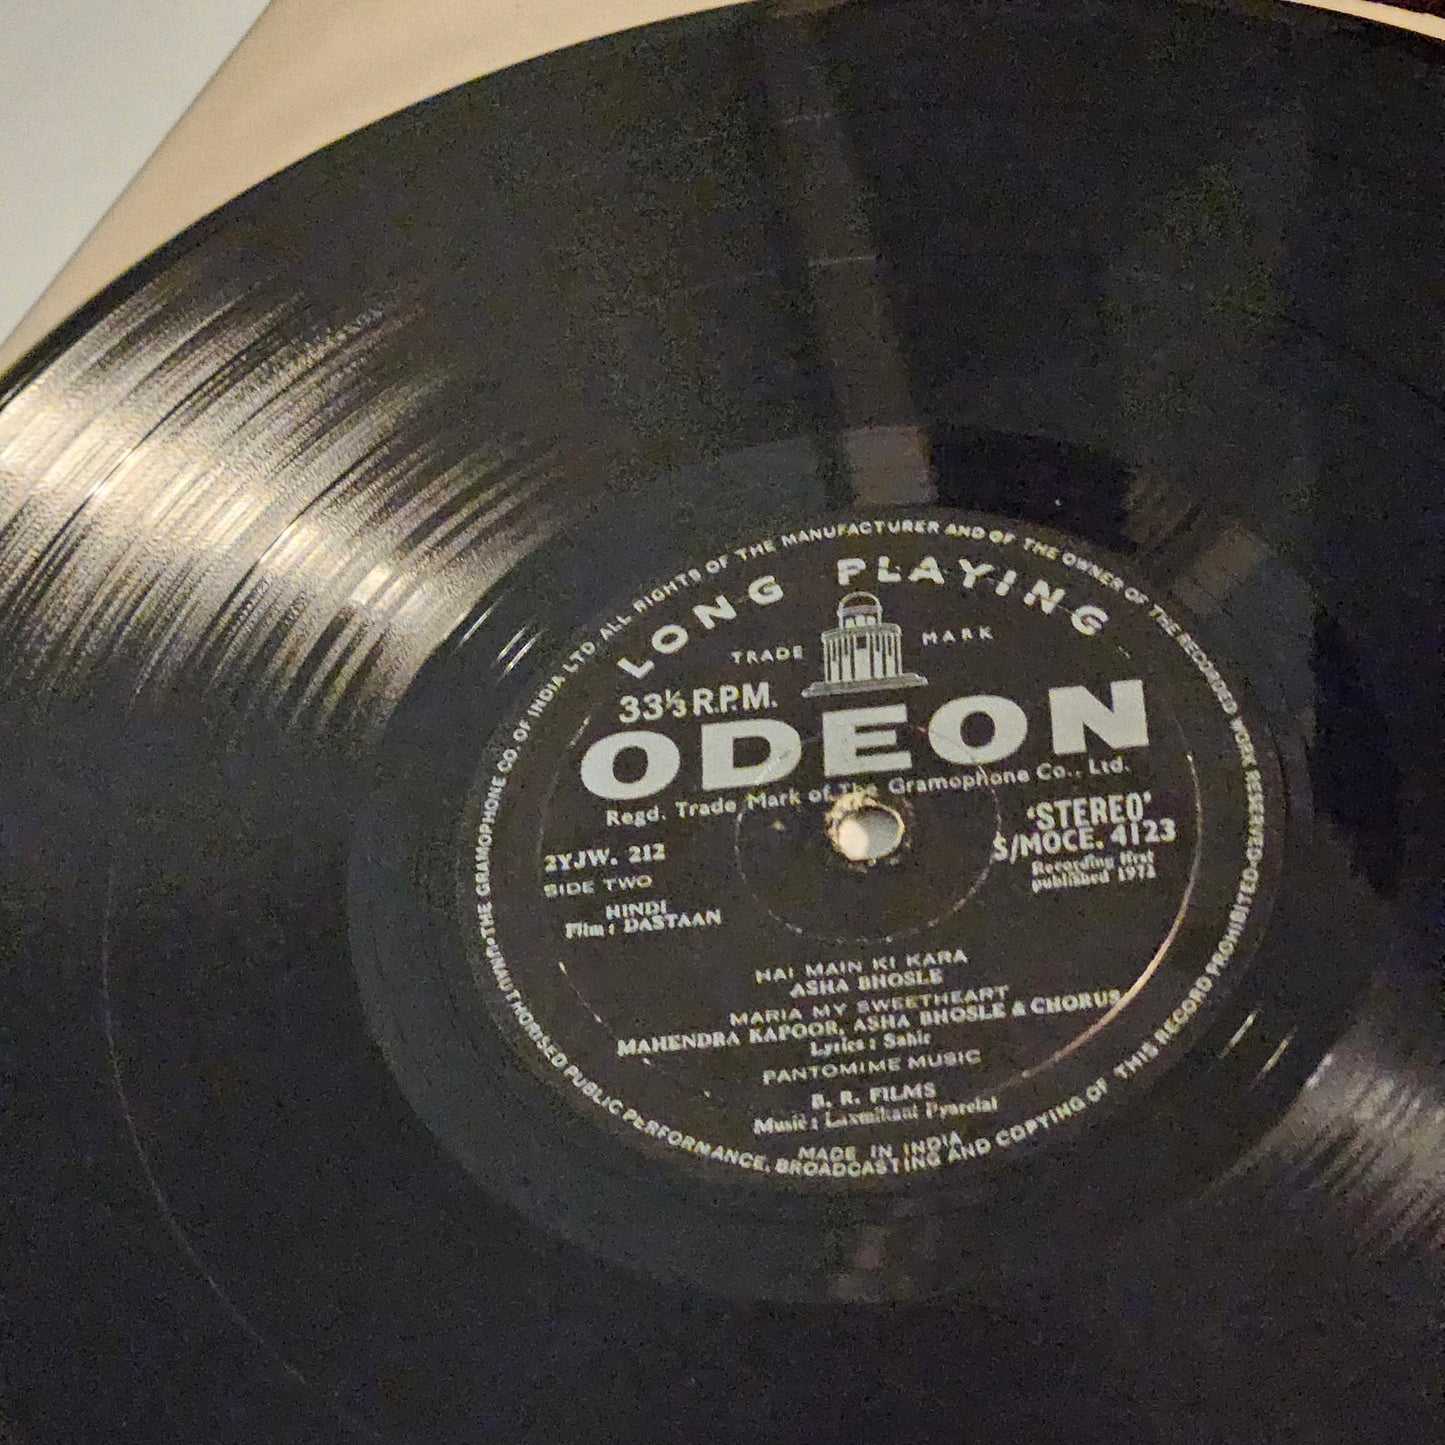 THE GRAMOPHONE CO. OF INDIA LTD. ALL RIGHTS OF THE MANUFACTURER AND OF THE OWNER OF THE RECORDED WORK RESERVED
UNAUTHORISED PUBLIC PERFORMANCE, BROADCASTING AND COPYING OF THIS RECORD PROHIBITED
LONG PLAYING
TRADE MARK
33⅓ R.P.M.
ODEON
Regd. Trade Mark of The Gramophone Co., Ltd.
'STEREO'
2YJW. 212
S/MOCE. 4123
SIDE TWO
Recording first
published 1972
HINDI
Film : DASTAAN
HAI MAIN KI KARA
ASHA BHOSLE
MARIA MY SWEETHEART
MAHENDRA KAPOOR, ASHA BHOSLE & CHORUS
Lyrics : Sahir
PANTOMIME MUSIC
B. R. FILMS
Music : Laxmikant Pyarelal
MADE IN INDIA